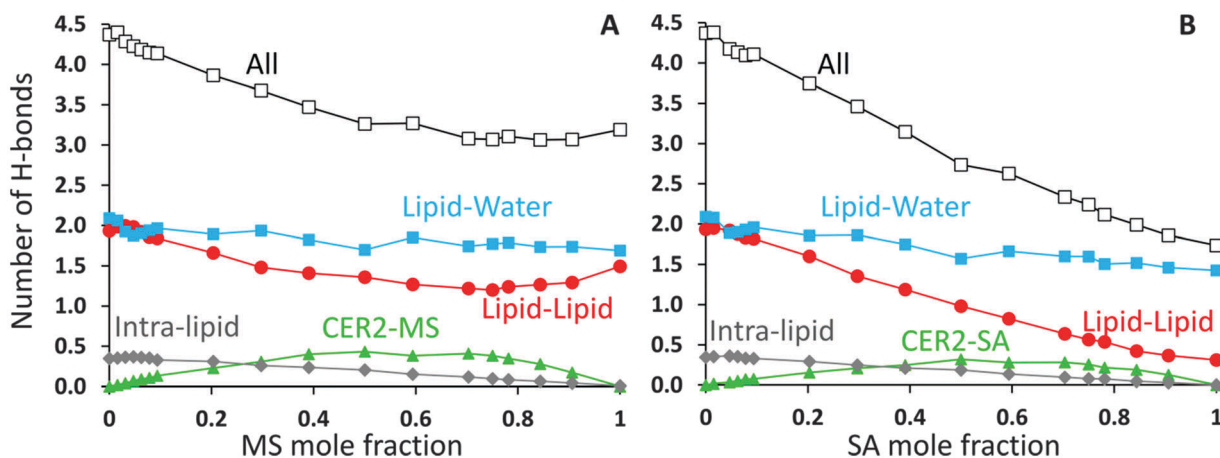 Number of H-bonds
A
4.5
4.0
3.5
3.0
2.5
2.0
1.5
1.0
0.5
0.0
All
Lipid-Water
Lipid-Lipid
Intra-lipid
CER2-MS
0 0.2 0.4 0.6 0.8 1
MS mole fraction
B
4.5
4.0
3.5
3.0
2.5
2.0
1.5
1.0
0.5
0.0
All
Lipid-Water
Lipid-Lipid
Intra-lipid
CER2-SA
0 0.2 0.4 0.6 0.8 1
SA mole fraction